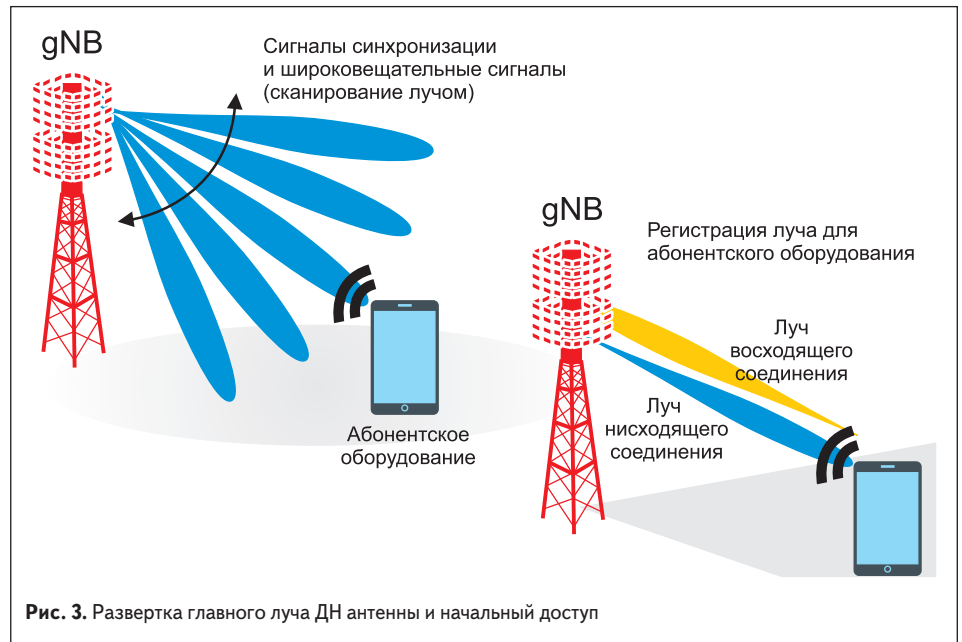 gNB
Сигналы синхронизации
и широковещательные сигналы
(сканирование лучом)
Абонентское
оборудование
gNB
Регистрация луча для
абонентского оборудования
Луч
восходящего
соединения
Луч
нисходящего
соединения
Рис. 3. Развертка главного луча ДН антенны и начальный доступ